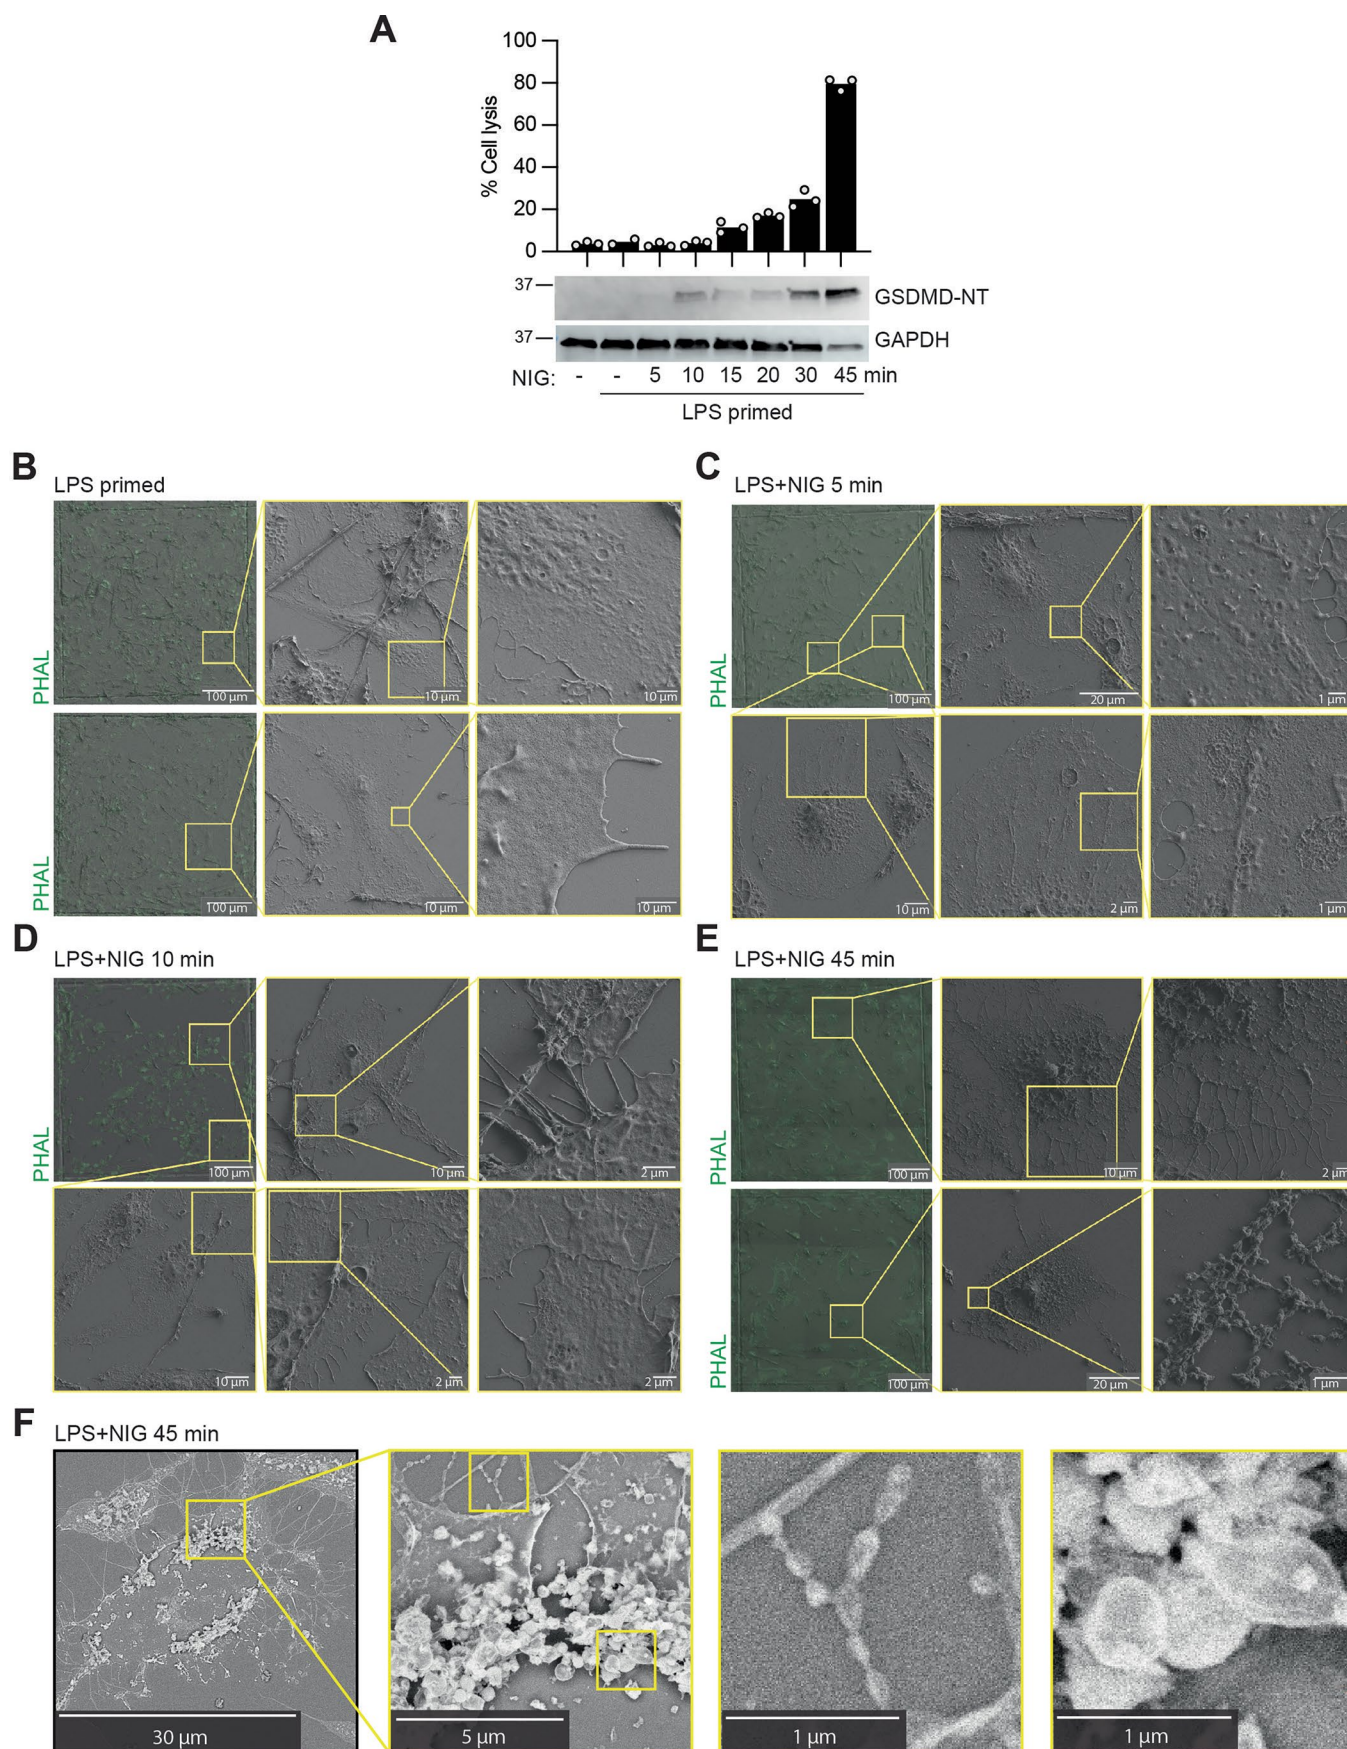 A
100
80
60
40
20
0
% Cell lysis
37
GSDMD-NT
37
GAPDH
NIG: - - 5 10 15 20 30 45 min
LPS primed
B
LPS primed
PHAL
100 µm
10 µm
10 µm
PHAL
100 µm
10 µm
10 µm
C
LPS+NIG 5 min
PHAL
100 µm
20 µm
1 µm
10 µm
2 µm
1 µm
D
LPS+NIG 10 min
PHAL
100 µm
10 µm
2 µm
10 µm
2 µm
2 µm
E
LPS+NIG 45 min
PHAL
100 µm
10 µm
2 µm
PHAL
100 µm
20 µm
1 µm
F
LPS+NIG 45 min
30 µm
5 µm
1 µm
1 µm